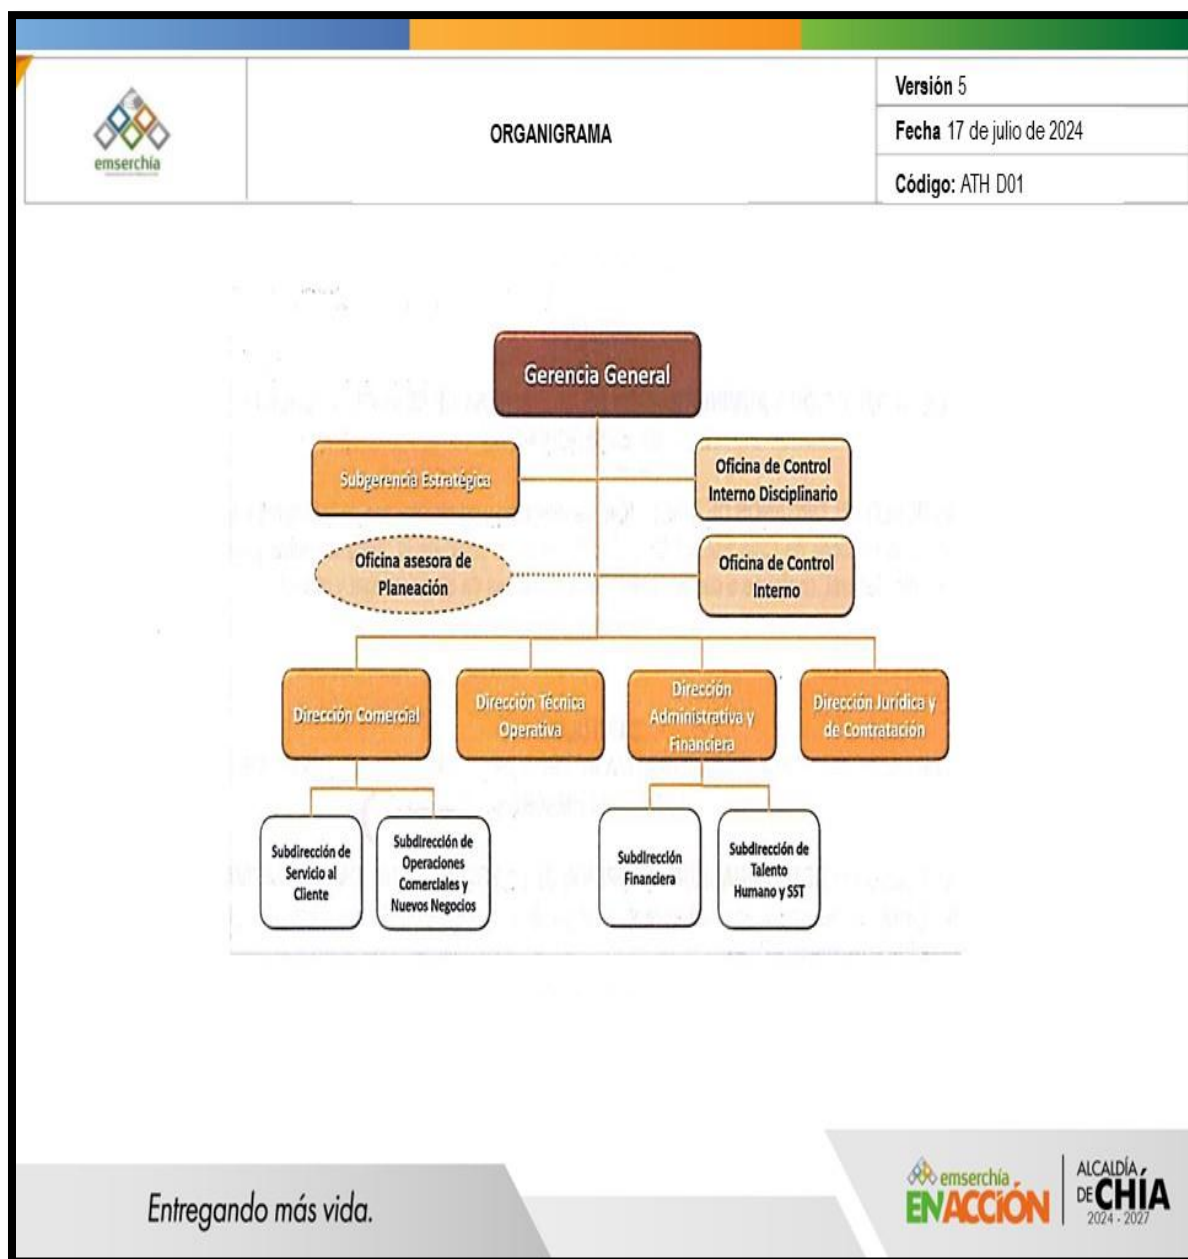 emserchía
ORGANIGRAMA
Versión 5
Fecha 17 de julio de 2024
Código: ATH D01
Gerencia General
Subgerencia Estratégica
Oficina de Control
Interno Disciplinario
Oficina asesora de
Planeación
Oficina de Control
Interno
Dirección Comercial
Dirección Técnica
Operativa
Dirección
Administrativa y
Financiera
Dirección Jurídica y
de Contratación
Subdirección de
Servicio al
Cliente
Subdirección de
Operaciones
Comerciales y
Nuevos Negocios
Subdirección
Financiera
Subdirección de
Talento
Humano y SST
Entregando más vida.
emserchía
EN ACCIÓN
ALCALDÍA
DE CHÍA
2024 - 2027